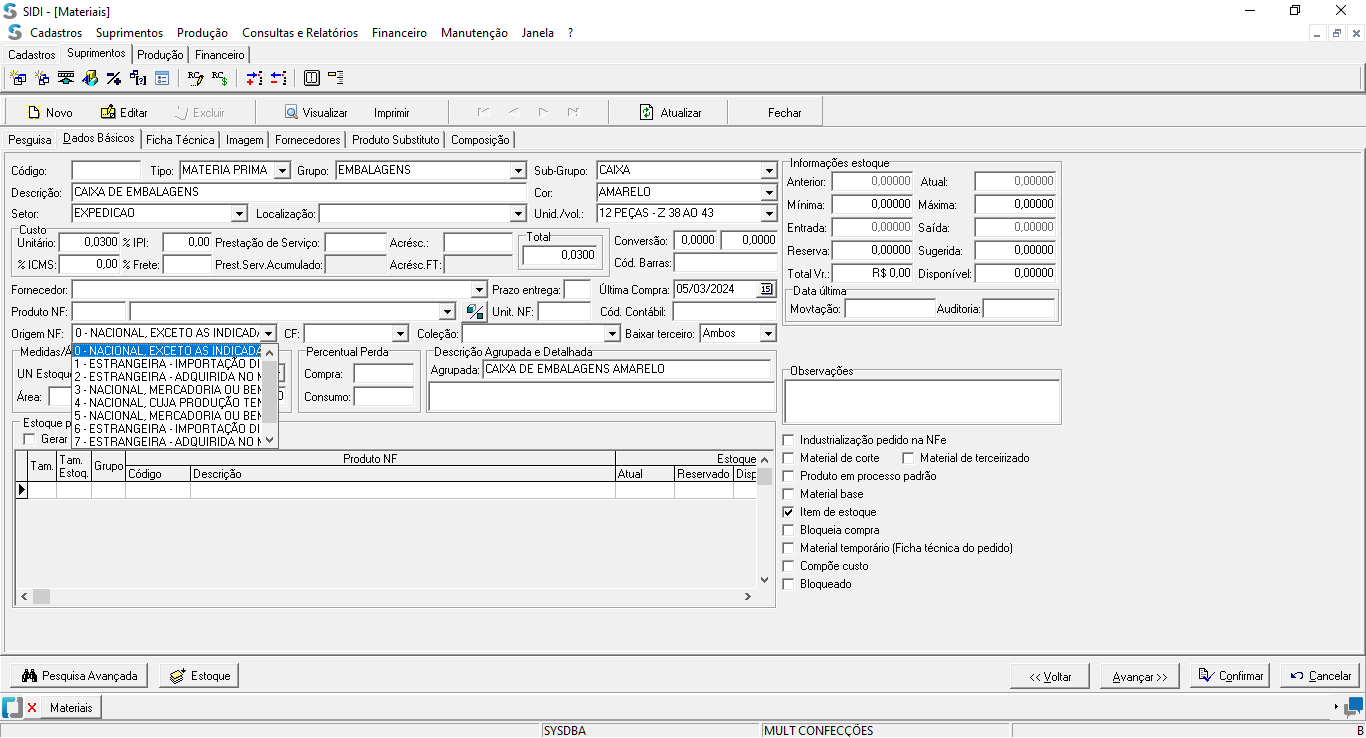 SIDI - [Materiais]
Cadastros Suprimentos Produção Consultas e Relatórios Financeiro Manutenção Janela ?
Cadastros Suprimentos Produção Financeiro
Novo Editar Excluir Visualizar Imprimir Atualizar Fechar
Pesquisa Dados Básicos Ficha Técnica Imagem Fornecedores Produto Substituto Composição
Código: Tipo: MATERIA PRIMA Grupo: EMBALAGENS Sub-Grupo: CAIXA
Descrição: CAIXA DE EMBALAGENS Cor: AMARELO
Setor: EXPEDICAO Localização: Unid./vol.: 12 PEÇAS - Z 38 AO 43
Custo
Unitário: 0,0300 % IPI: 0,00 Prestação de Serviço: Acrésc.: Total 0,0300 Conversão: 0,0000 0,0000
% ICMS: 0,00 % Frete: Prest.Serv.Acumulado: Acrésc.FT: Cód. Barras:
Fornecedor: Prazo entrega: Última Compra: 05/03/2024 15
Produto NF: Unit. NF: Cód. Contábil:
Origem NF: 0 - NACIONAL, EXCETO AS INDICADA CF: Coleção: Baixar terceiro: Ambos
0 - NACIONAL, EXCETO AS INDICADA
1 - ESTRANGEIRA - IMPORTAÇÃO DI
2 - ESTRANGEIRA - ADQUIRIDA NO M
3 - NACIONAL, MERCADORIA OU BEM
4 - NACIONAL, CUJA PRODUÇÃO TEN
5 - NACIONAL, MERCADORIA OU BEM
6 - ESTRANGEIRA - IMPORTAÇÃO DI
7 - ESTRANGEIRA - ADQUIRIDA NO M
Medidas/Á
UN Estoque
Área: 0
Percentual Perda
Compra:
Consumo:
Descrição Agrupada e Detalhada
Agrupada: CAIXA DE EMBALAGENS AMARELO
Estoque p
Gerar
Tam. Tam. Estoq. Grupo Produto NF Estoque
Código Descrição Atual Reservado Disp
Informações estoque
Anterior: 0,00000 Atual: 0,00000
Mínima: 0,00000 Máxima: 0,00000
Entrada: 0,00000 Saída: 0,00000
Reserva: 0,00000 Sugerida: 0,00000
Total Vr.: R$ 0,00 Disponível: 0,00000
Data última
Movtação: Auditoria:
Observações
Industrialização pedido na NFe
Material de corte Material de terceirizado
Produto em processo padrão
Material base
Item de estoque
Bloqueia compra
Material temporário (Ficha técnica do pedido)
Compõe custo
Bloqueado
Pesquisa Avançada Estoque << Voltar Avançar >> Confirmar Cancelar
Materiais
SYSDBA MULT CONFECÇÕES B